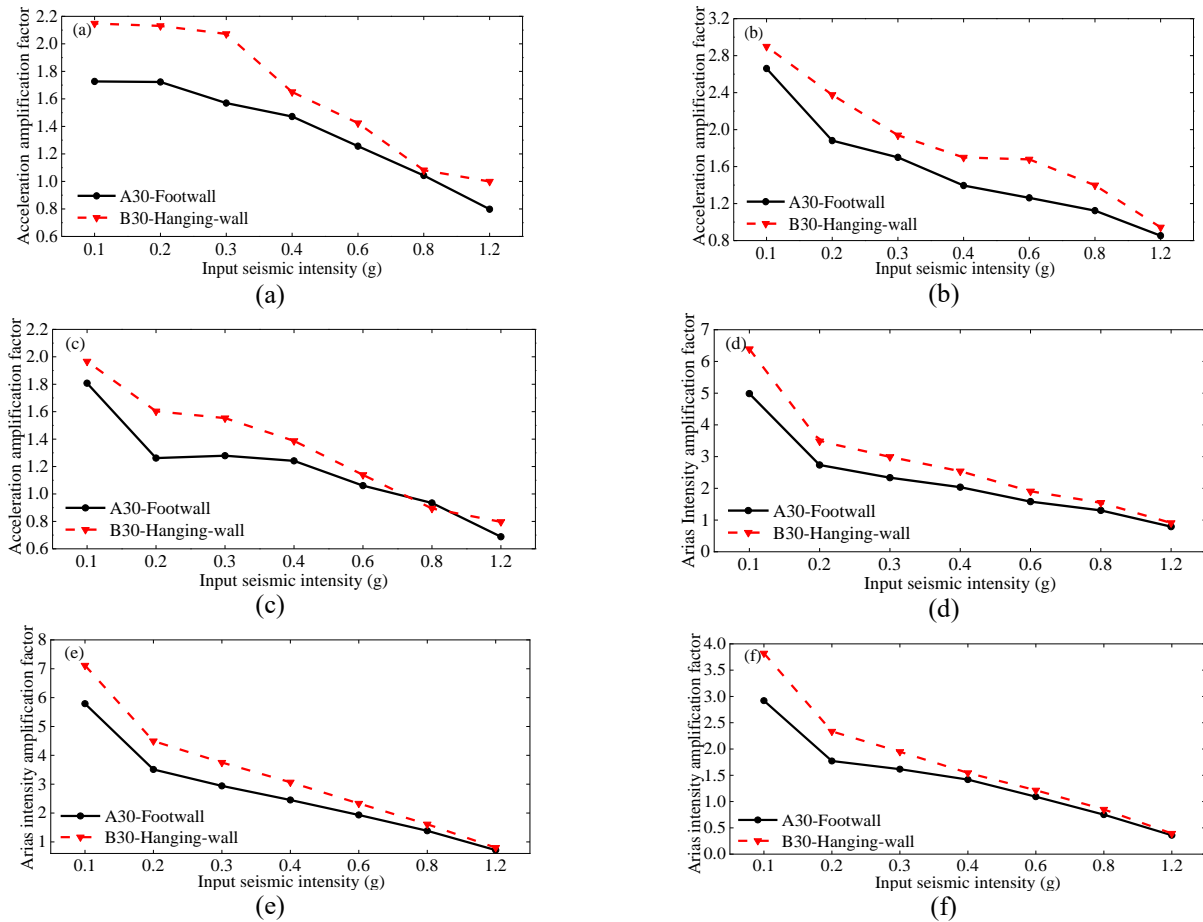 Acceleration amplification factor
2.2
2.0
1.8
1.6
1.4
1.2
1.0
0.8
0.6
(a)
A30-Footwall
B30-Hanging-wall
0.1 0.2 0.3 0.4 0.6 0.8 1.2
Input seismic intensity (g)
(a)
Acceleration amplification factor
3.2
2.8
2.4
2.0
1.6
1.2
0.8
(b)
A30-Footwall
B30-Hanging-wall
0.1 0.2 0.3 0.4 0.6 0.8 1.2
Input seismic intensity (g)
(b)
Acceleration amplification factor
2.2
2.0
1.8
1.6
1.4
1.2
1.0
0.8
0.6
(c)
A30-Footwall
B30-Hanging-wall
0.1 0.2 0.3 0.4 0.6 0.8 1.2
Input seismic intensity (g)
(c)
Arias Intensity amplification factor
7
6
5
4
3
2
1
0
(d)
A30-Footwall
B30-Hanging-wall
0.1 0.2 0.3 0.4 0.6 0.8 1.2
Input seismic intensity (g)
(d)
Arias intensity amplification factor
8
7
6
5
4
3
2
1
(e)
A30-Footwall
B30-Hanging-wall
0.1 0.2 0.3 0.4 0.6 0.8 1.2
Input seismic intensity (g)
(e)
Arias intensity amplification factor
4.0
3.5
3.0
2.5
2.0
1.5
1.0
0.5
0.0
(f)
A30-Footwall
B30-Hanging-wall
0.1 0.2 0.3 0.4 0.6 0.8 1.2
Input seismic intensity (g)
(f)